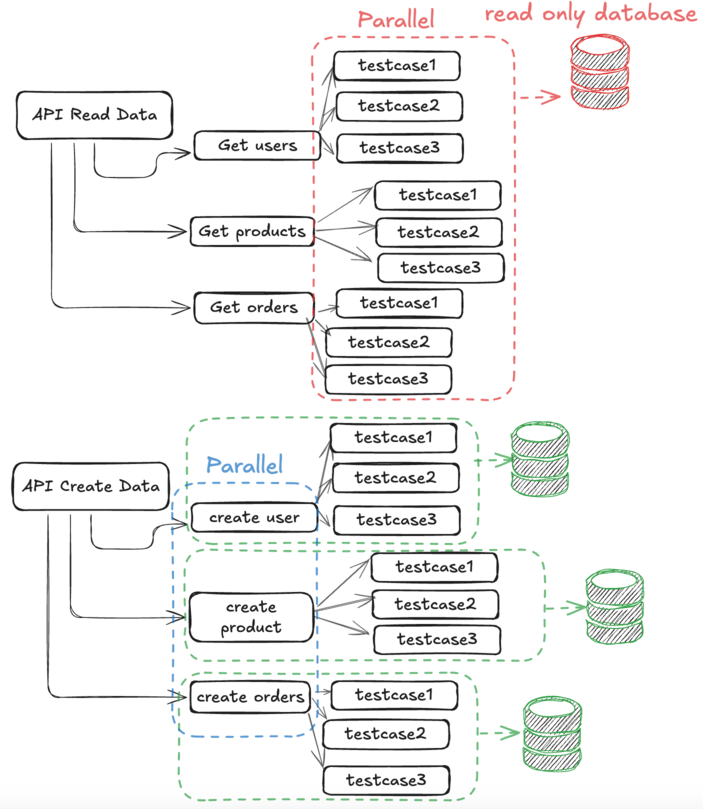 Parallel
read only database
testcase1
API Read Data
testcase2
Get users
testcase3
testcase1
Get products
testcase2
testcase3
Get orders
testcase1
testcase2
testcase3
testcase1
Parallel
API Create Data
testcase2
create user
testcase3
testcase1
create
product
testcase2
testcase3
create orders
testcase1
testcase2
testcase3